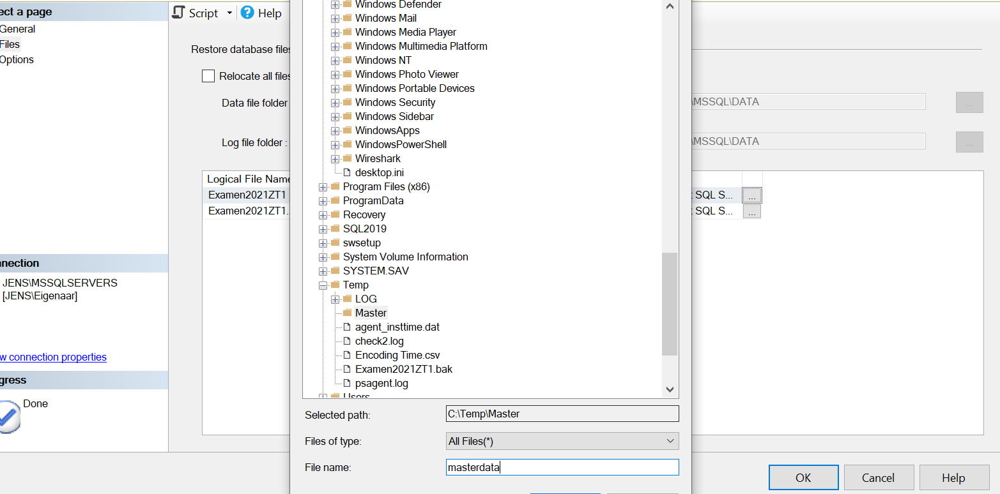 ect a page
General
Files
Options
nnection
JENS\MSSQLSERVERS
[JENS\Eigenaar]
w connection properties
gress
Done
Script
Help
Restore database files
Relocate all files
Data file folder
Log file folder :
\MSSQL\DATA
...
\MSSQL\DATA
...
Logical File Name
Examen2021ZT1
Examen2021ZT1.
t SQL S...
...
t SQL S...
...
Windows Defender
Windows Mail
Windows Media Player
Windows Multimedia Platform
Windows NT
Windows Photo Viewer
Windows Portable Devices
Windows Security
Windows Sidebar
WindowsApps
WindowsPowerShell
Wireshark
desktop.ini
Program Files (x86)
ProgramData
Recovery
SQL2019
swsetup
System Volume Information
SYSTEM.SAV
Temp
LOG
Master
agent_insttime.dat
check2.log
Encoding Time.csv
Examen2021ZT1.bak
psagent.log
Users
Selected path:
C:\Temp\Master
Files of type:
All Files(*)
File name:
masterdata
OK
Cancel
Help